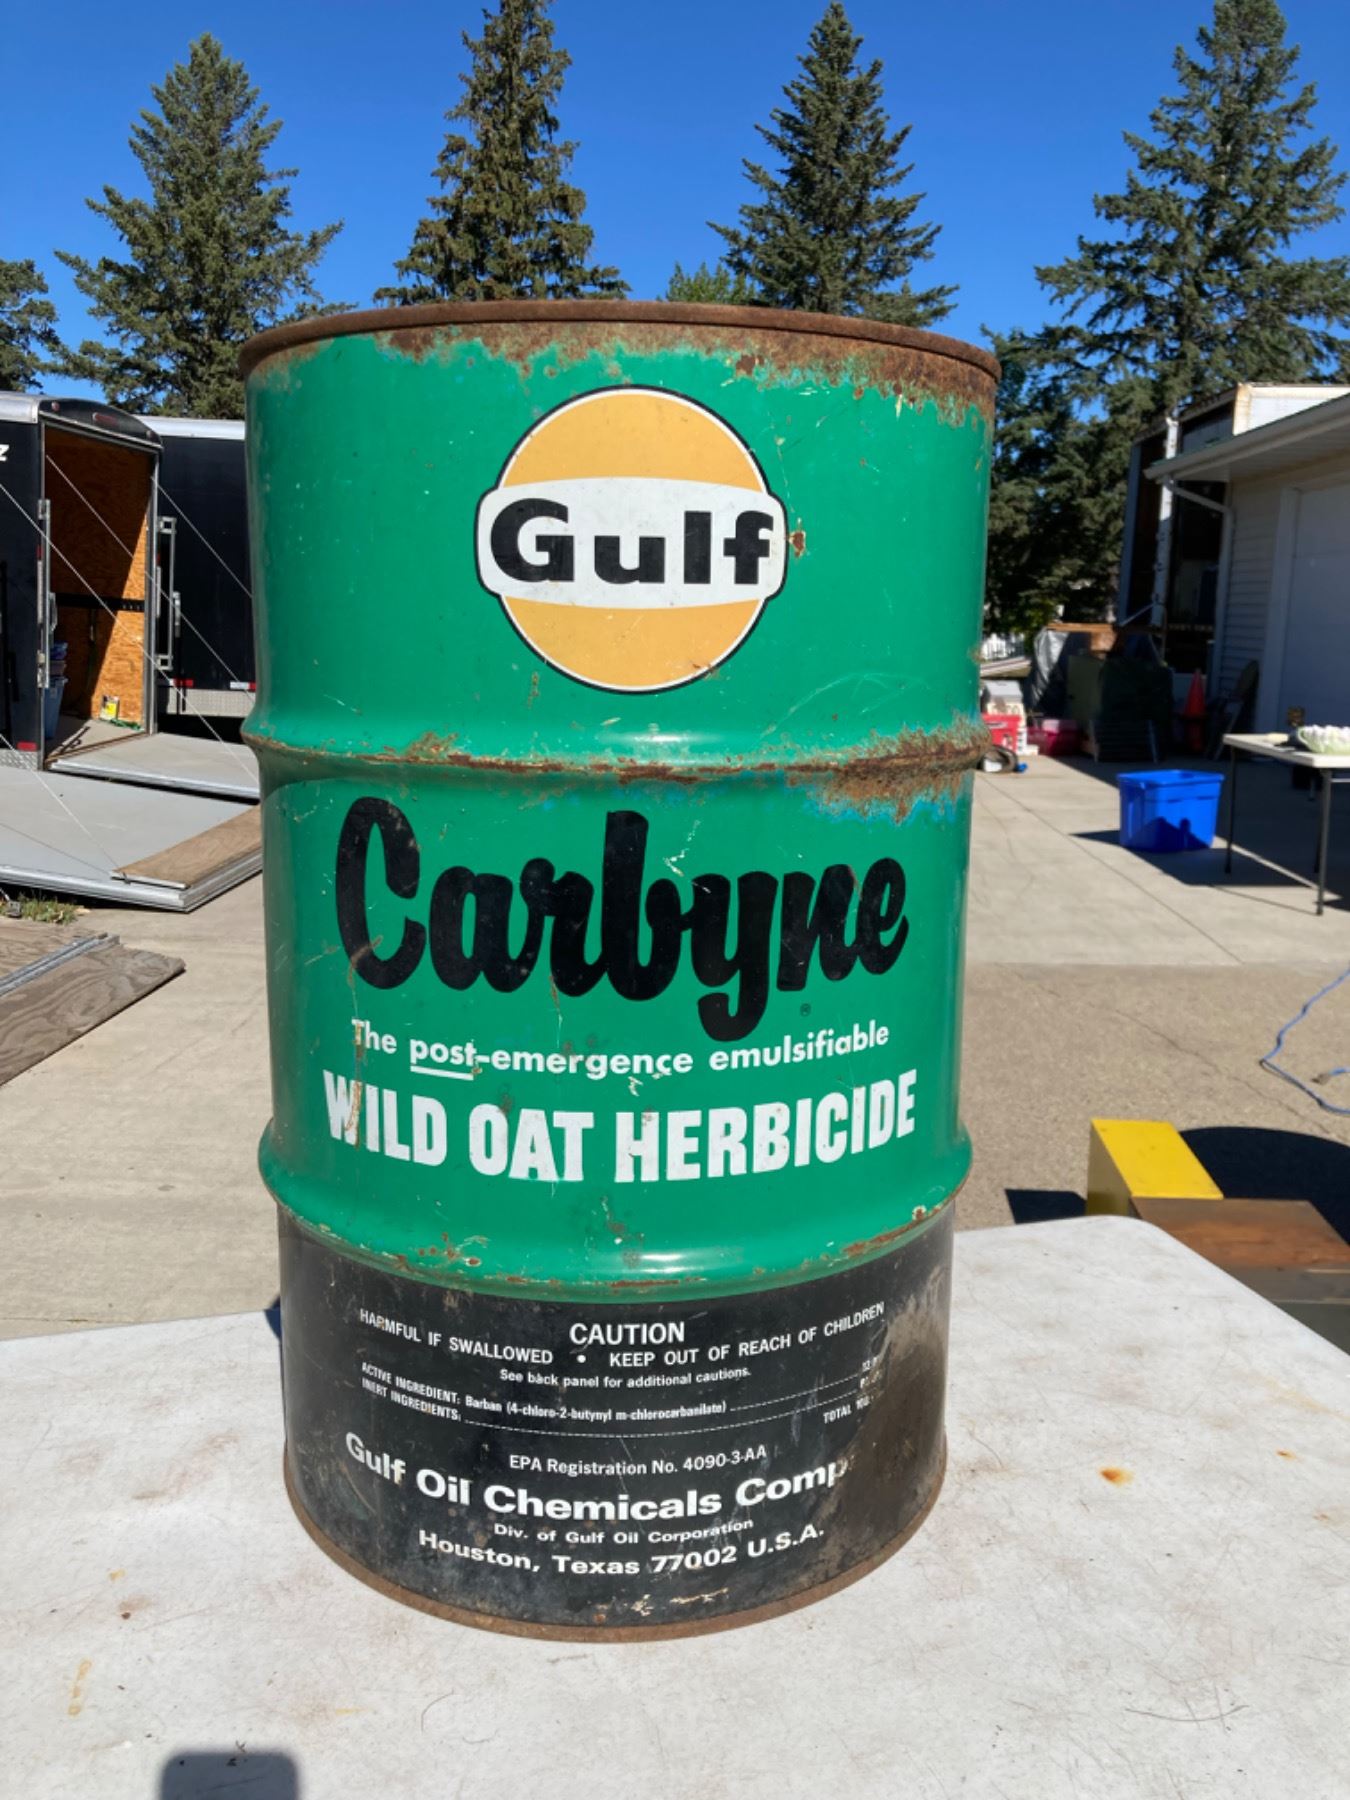 Gulf
Carbyne
®
The post-emergence emulsifiable
WILD OAT HERBICIDE
CAUTION
HARMFUL IF SWALLOWED • KEEP OUT OF REACH OF CHILDREN
See back panel for additional cautions.
ACTIVE INGREDIENT: Barban (4-chloro-2-butynyl m-chlorocarbanilate)
INERT INGREDIENTS:
TOTAL
EPA Registration No. 4090-3-AA
Gulf Oil Chemicals
Div. of Gulf Oil Corporation
Houston, Texas 77002 U.S.A.